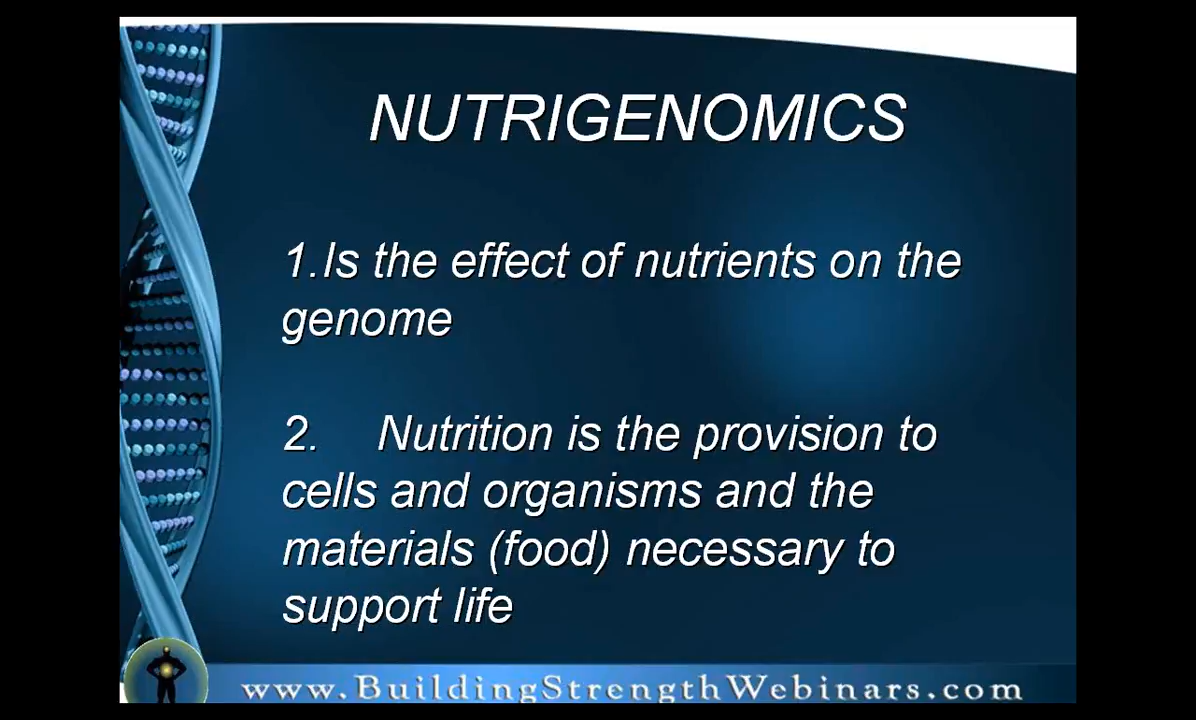 NUTRIGENOMICS
1.Is the effect of nutrients on the
genome
2. Nutrition is the provision to
cells and organisms and the
materials (food) necessary to
support life
www.BuildingStrengthWebinars.com